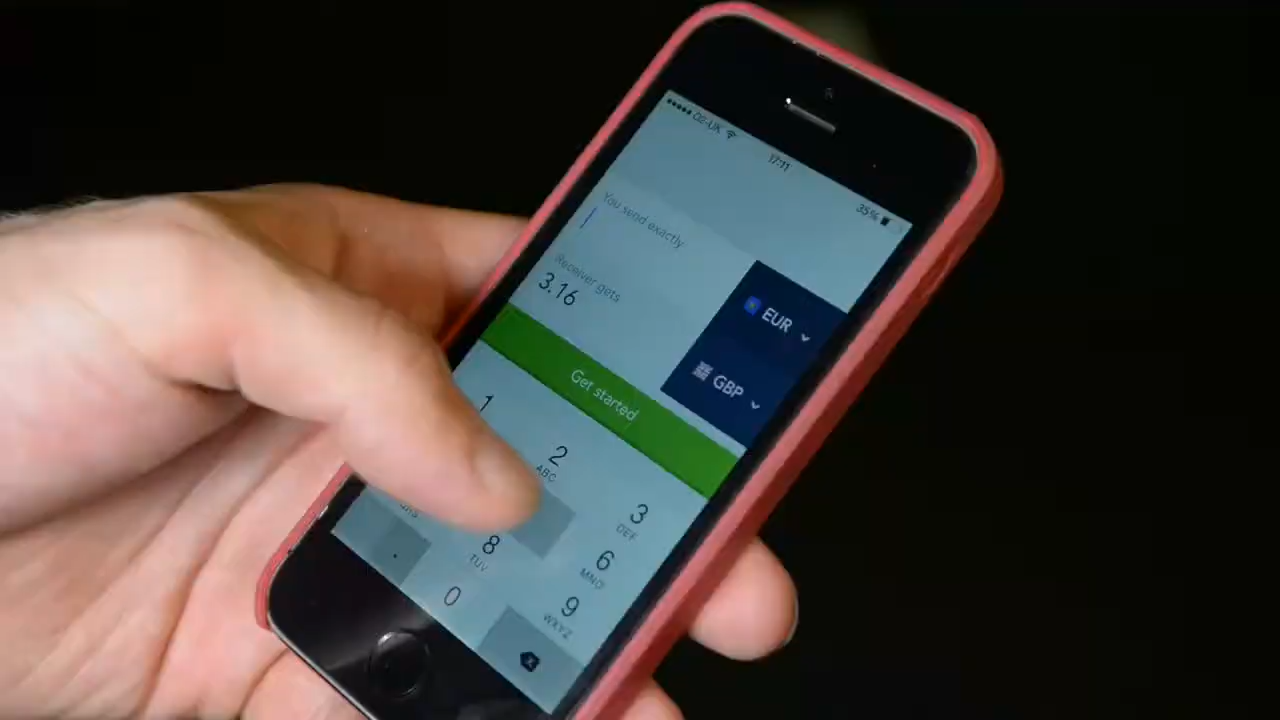 O2-UK
17:11
35%
You send exactly
EUR
Receiver gets
3.16
GBP
Get started
1
2
ABC
3
DEF
6
MNO
8
TUV
9
WXYZ
.
0